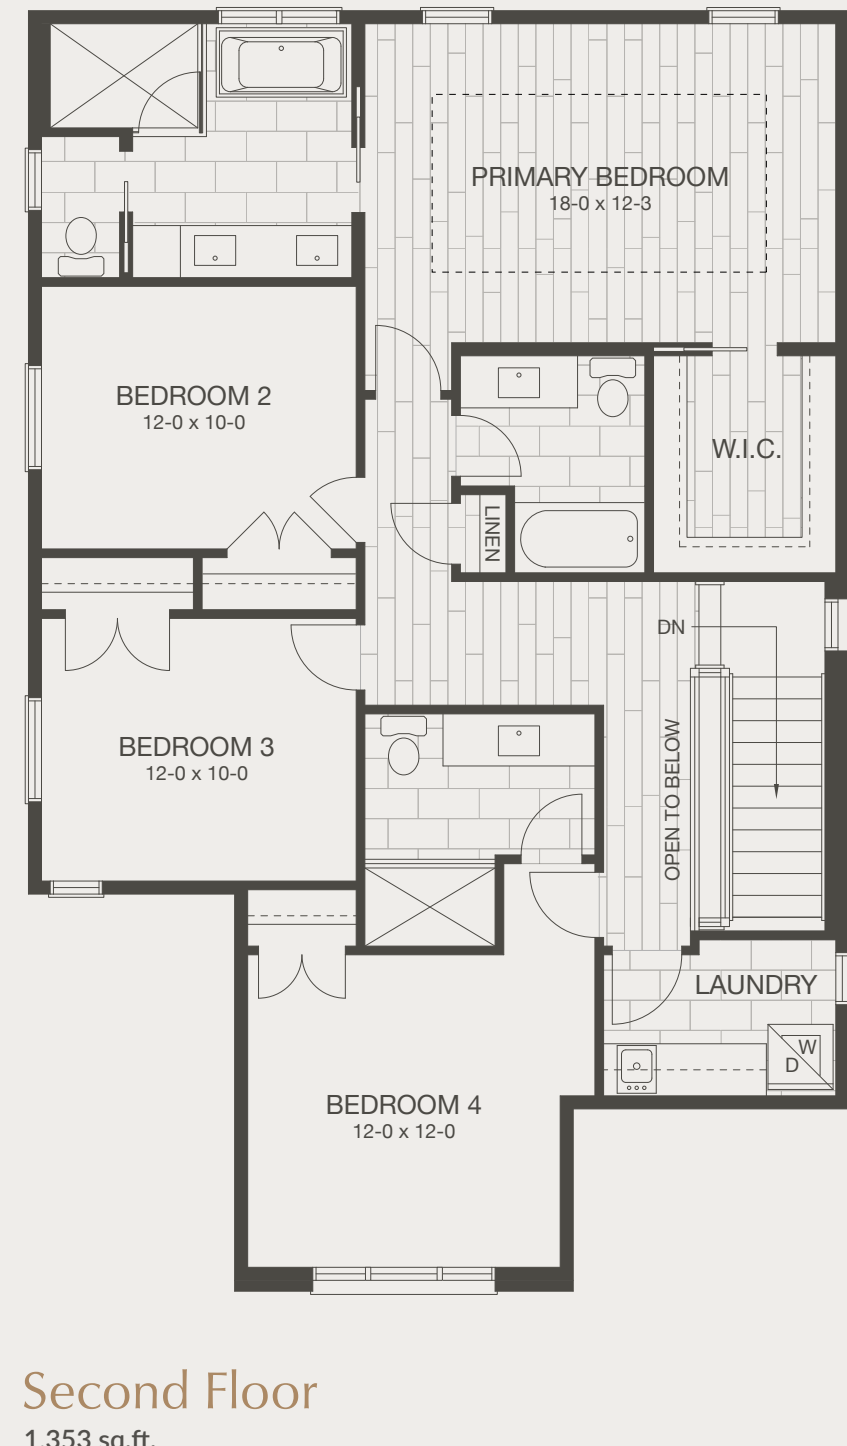 PRIMARY BEDROOM
18-0 x 12-3
BEDROOM 2
12-0 x 10-0
W.I.C.
LINEN
DN
BEDROOM 3
12-0 x 10-0
OPEN TO BELOW
LAUNDRY
W
D
BEDROOM 4
12-0 x 12-0
Second Floor
1,353 sq.ft.